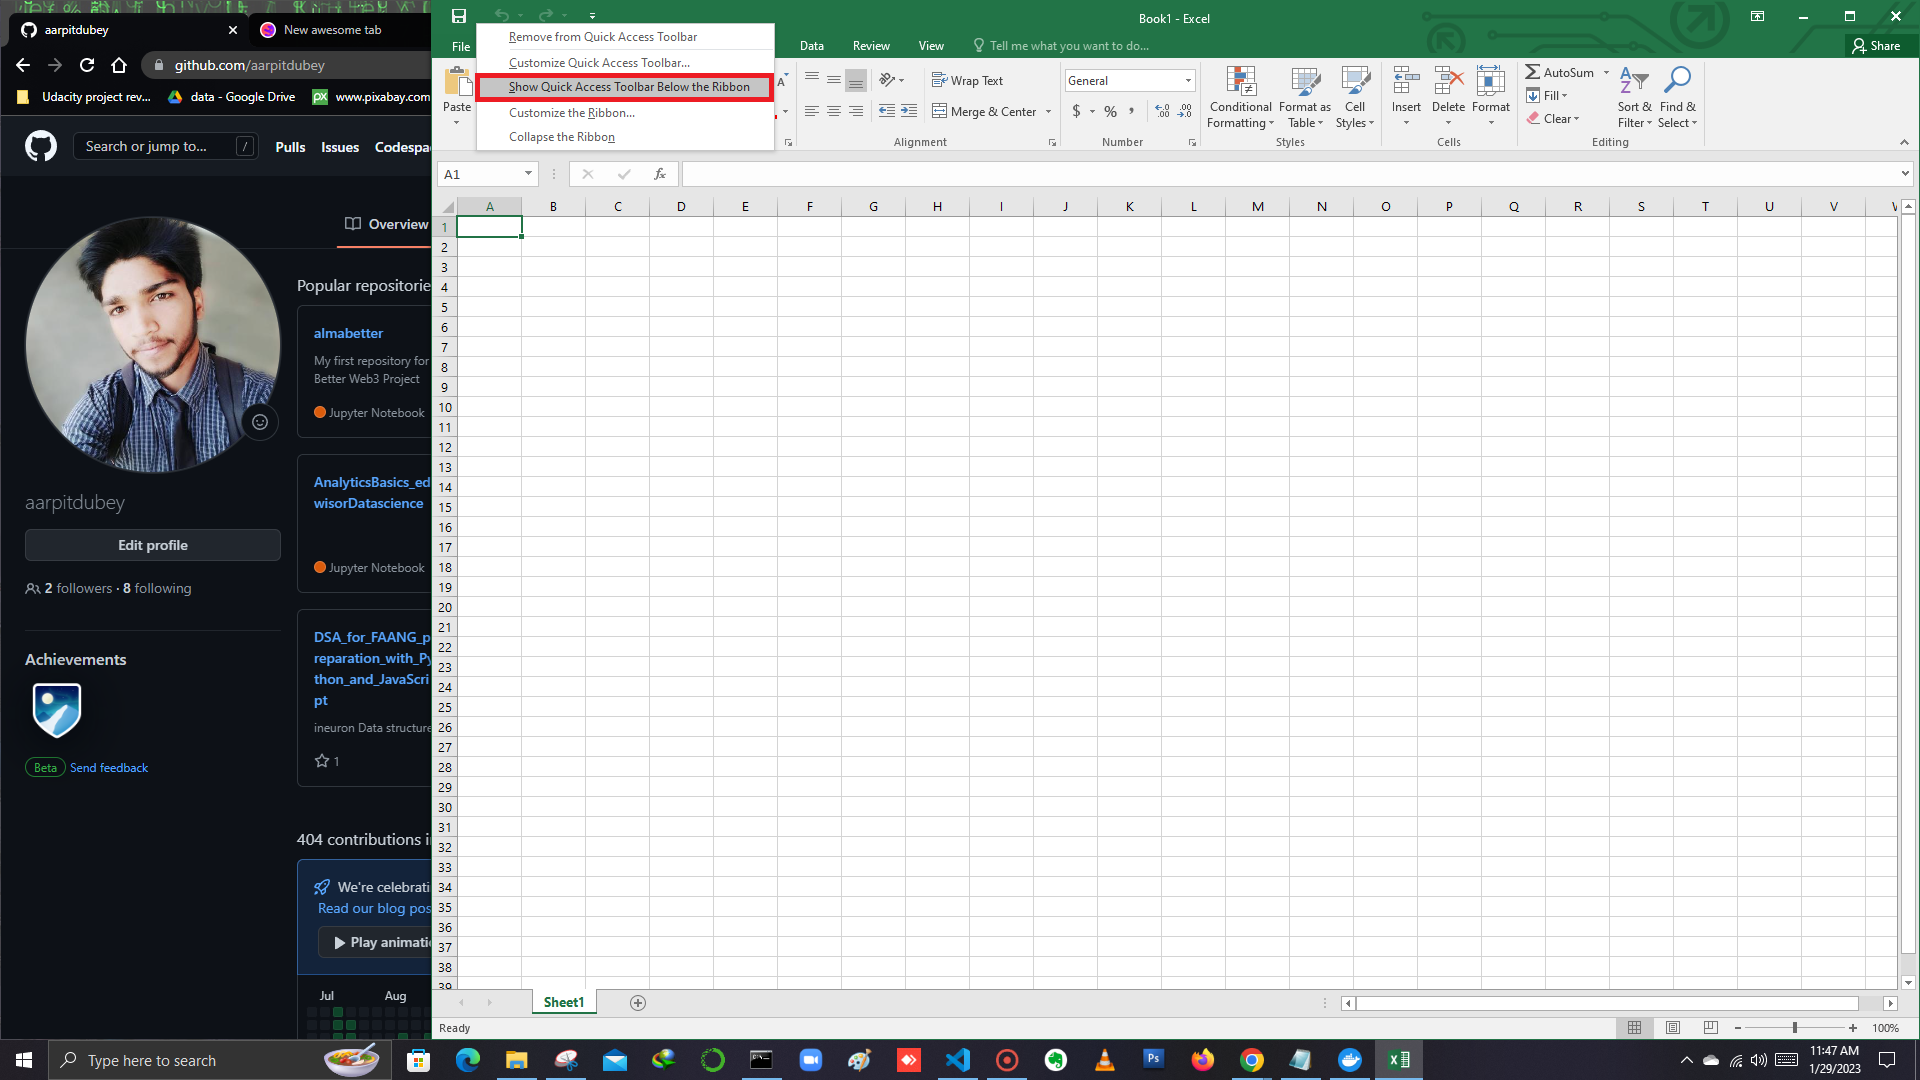 aarpitdubey
New awesome tab
github.com/aarpitdubey
Udacity project rev...
data - Google Drive
www.pixabay.com
Search or jump to...
/
Pulls
Issues
Codespa
Overview
aarpitdubey
Edit profile
2 followers · 8 following
Achievements
Beta Send feedback
Popular repositorie
almabetter
My first repository for
Better Web3 Project
Jupyter Notebook
AnalyticsBasics_ed
wisorDatascience
Jupyter Notebook
DSA_for_FAANG_p
reparation_with_Py
thon_and_JavaScri
pt
ineuron Data structure
1
404 contributions i
We're celebrati
Read our blog pos
Play animati
Jul
Aug
Book1 - Excel
File
Data
Review
View
Tell me what you want to do...
Share
Remove from Quick Access Toolbar
Customize Quick Access Toolbar...
Show Quick Access Toolbar Below the Ribbon
Customize the Ribbon...
Collapse the Ribbon
Paste
Wrap Text
Merge & Center
Alignment
General
$ % ,
Number
Conditional
Formatting
Format as
Table
Cell
Styles
Styles
Insert
Delete
Format
Cells
AutoSum
Fill
Clear
Sort &
Filter
Find &
Select
Editing
A1
fx
A B C D E F G H I J K L M N O P Q R S T U V
1
2
3
4
5
6
7
8
9
10
11
12
13
14
15
16
17
18
19
20
21
22
23
24
25
26
27
28
29
30
31
32
33
34
35
36
37
38
39
Sheet1
Ready
100%
Type here to search
11:47 AM
1/29/2023